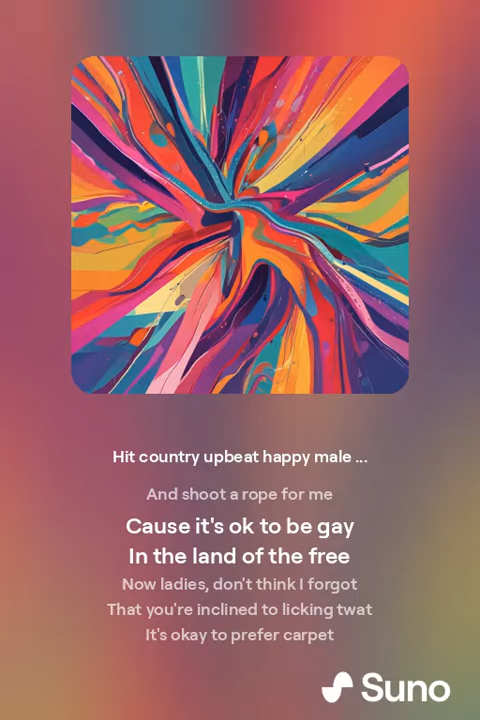 Hit country upbeat happy male ...
And shoot a rope for me
Cause it's ok to be gay
In the land of the free
Now ladies, don't think I forgot
That you're inclined to licking twat
It's okay to prefer carpet
Suno